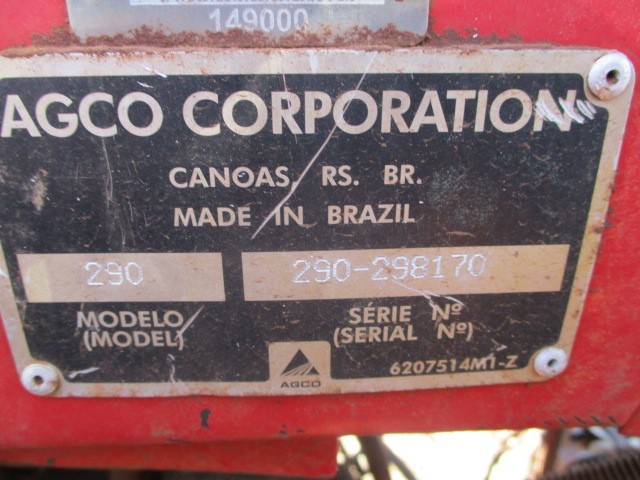 149000
AGCO CORPORATION
CANOAS, RS. BR.
MADE IN BRAZIL
290 290-298170
MODELO SÉRIE Nº
(MODEL) (SERIAL Nº)
AGCO 6207514M1-Z